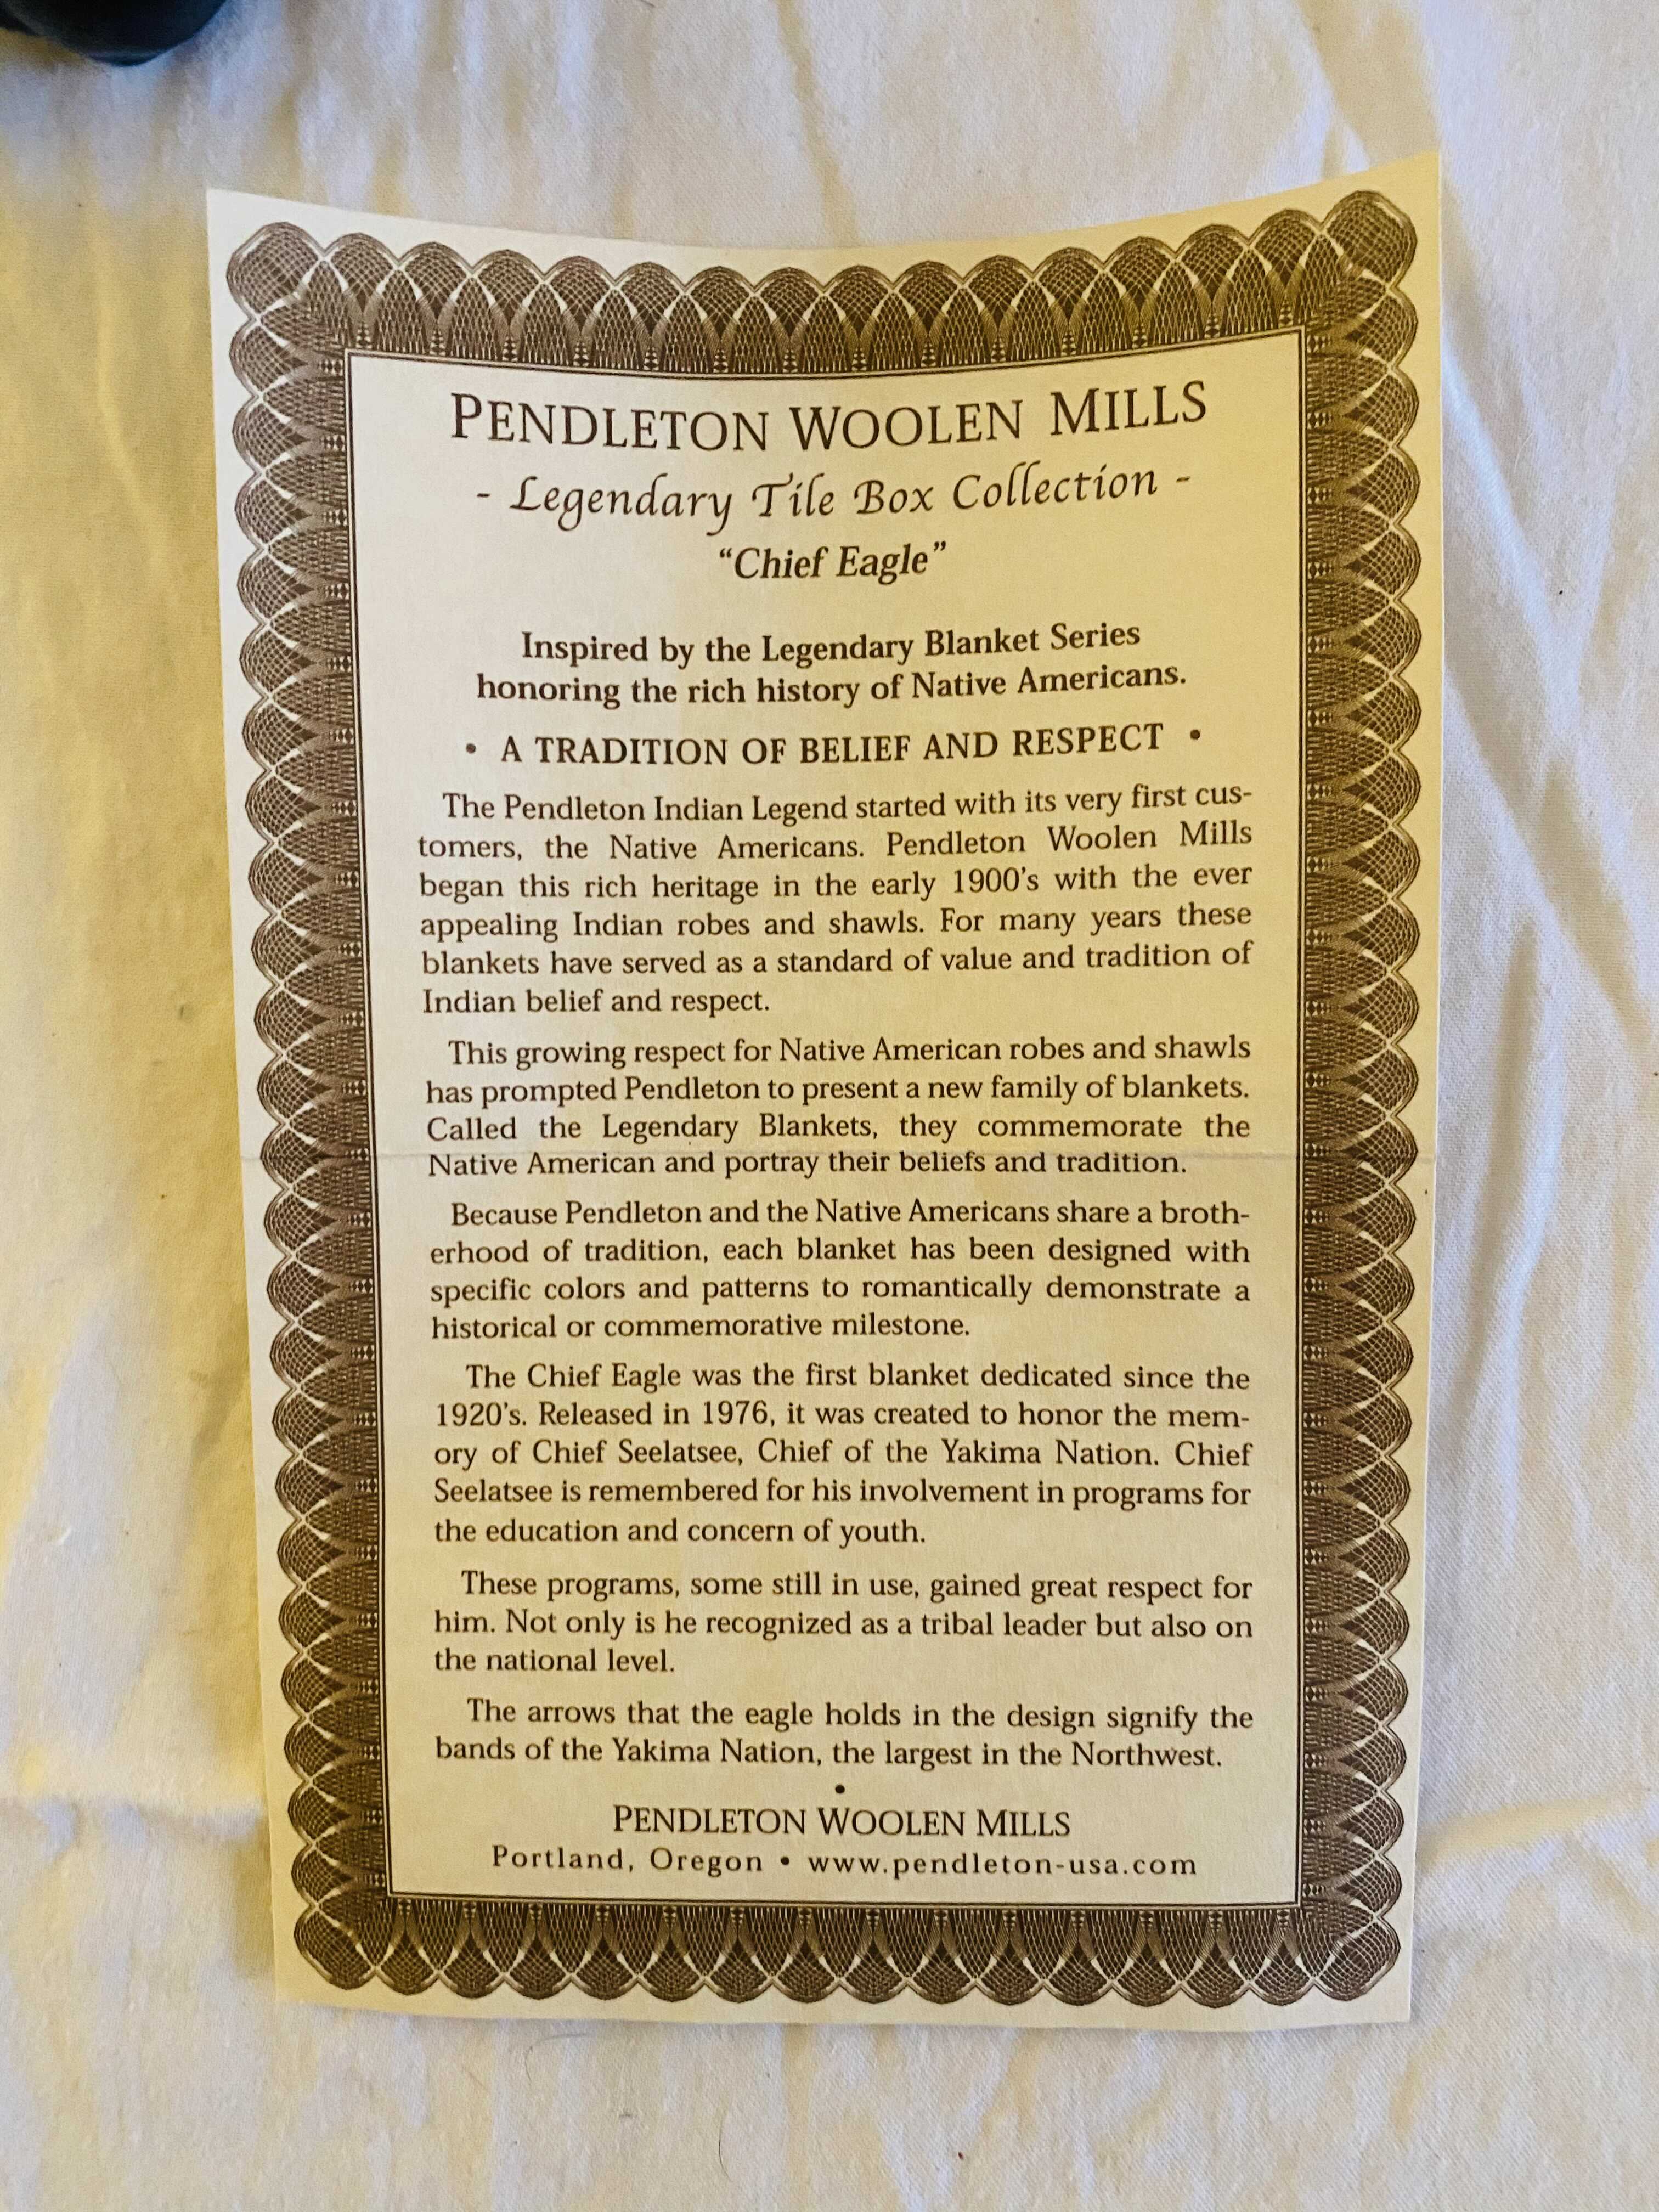 PENDLETON WOOLEN MILLS
- Legendary Tile Box Collection -
“Chief Eagle”
Inspired by the Legendary Blanket Series
honoring the rich history of Native Americans.
• A TRADITION OF BELIEF AND RESPECT •
The Pendleton Indian Legend started with its very first cus-
tomers, the Native Americans. Pendleton Woolen Mills
began this rich heritage in the early 1900’s with the ever
appealing Indian robes and shawls. For many years these
blankets have served as a standard of value and tradition of
Indian belief and respect.
This growing respect for Native American robes and shawls
has prompted Pendleton to present a new family of blankets.
Called the Legendary Blankets, they commemorate the
Native American and portray their beliefs and tradition.
Because Pendleton and the Native Americans share a broth-
erhood of tradition, each blanket has been designed with
specific colors and patterns to romantically demonstrate a
historical or commemorative milestone.
The Chief Eagle was the first blanket dedicated since the
1920’s. Released in 1976, it was created to honor the mem-
ory of Chief Seelatsee, Chief of the Yakima Nation. Chief
Seelatsee is remembered for his involvement in programs for
the education and concern of youth.
These programs, some still in use, gained great respect for
him. Not only is he recognized as a tribal leader but also on
the national level.
The arrows that the eagle holds in the design signify the
bands of the Yakima Nation, the largest in the Northwest.
•
PENDLETON WOOLEN MILLS
Portland, Oregon • www.pendleton-usa.com